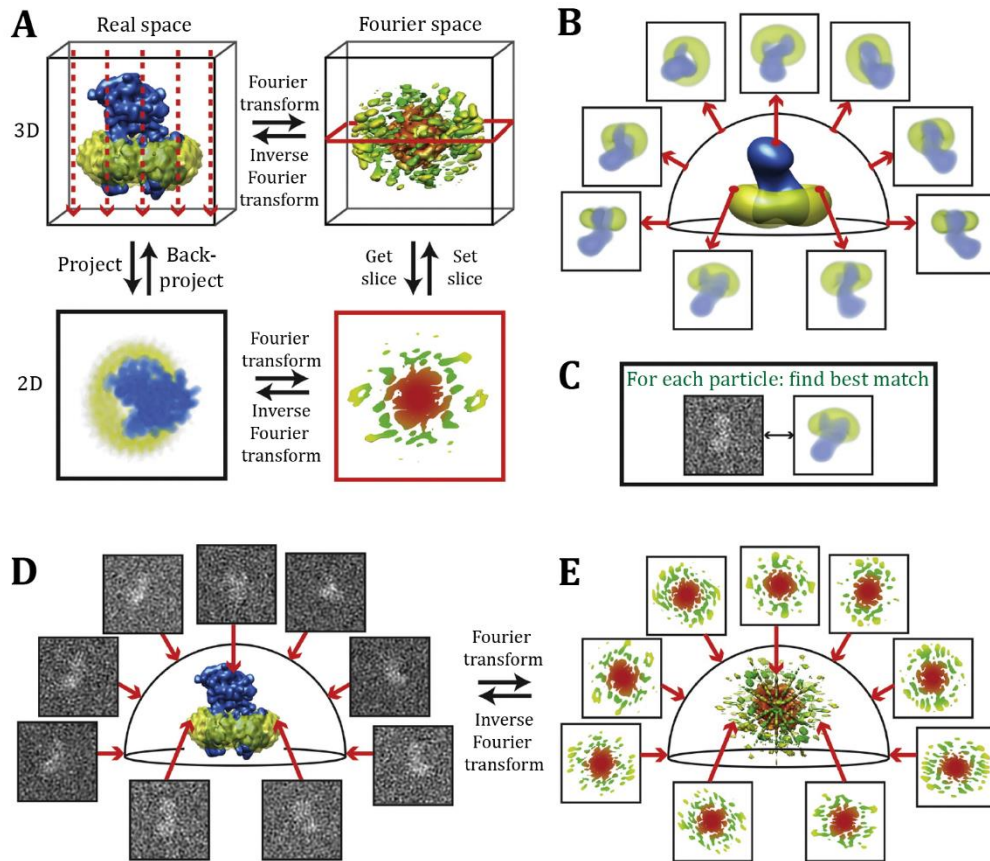 A
Real space
Fourier space
3D
Fourier
transform
Inverse
Fourier
transform
Project
Back-
project
Get
slice
Set
slice
2D
Fourier
transform
Inverse
Fourier
transform
B
C
For each particle: find best match
D
Fourier
transform
Inverse
Fourier
transform
E